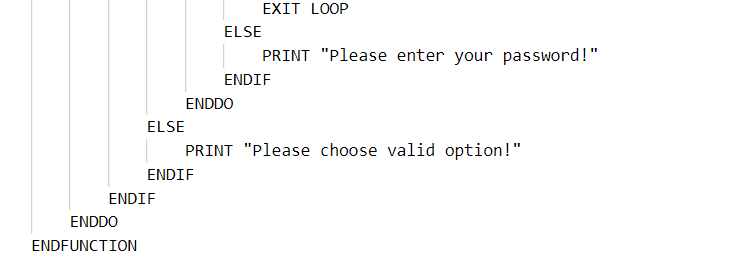 EXIT LOOP
ELSE
PRINT "Please enter your password!"
ENDIF
ENDDO
ELSE
PRINT "Please choose valid option!"
ENDIF
ENDIF
ENDDO
ENDFUNCTION